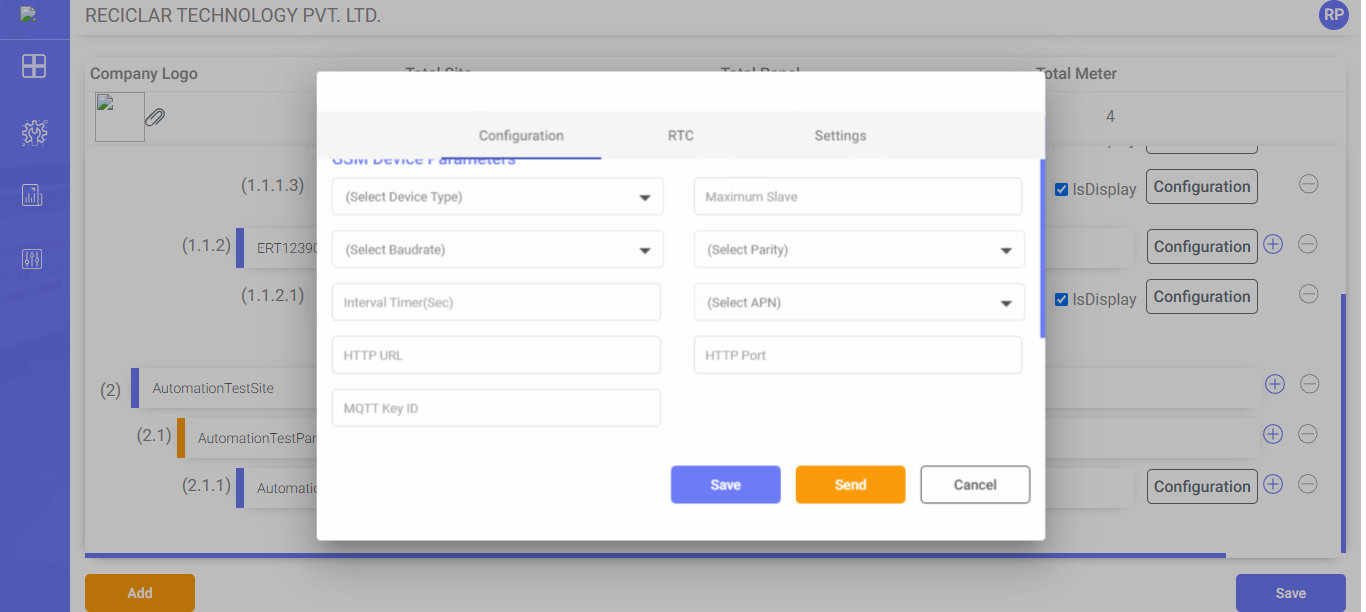 RECICLAR TECHNOLOGY PVT. LTD.
RP
Company Logo
Total Site
Total Panel
Total Meter
4
(1.1.1.3)
IsDisplay
Configuration
(1.1.2)
ERT12390
Configuration
(1.1.2.1)
IsDisplay
Configuration
(2)
AutomationTestSite
(2.1)
AutomationTestPan
(2.1.1)
Automatio
Configuration
Add
Save
Configuration
RTC
Settings
GSM Device Parameters
(Select Device Type)
Maximum Slave
(Select Baudrate)
(Select Parity)
Interval Timer(Sec)
(Select APN)
HTTP URL
HTTP Port
MQTT Key ID
Save
Send
Cancel